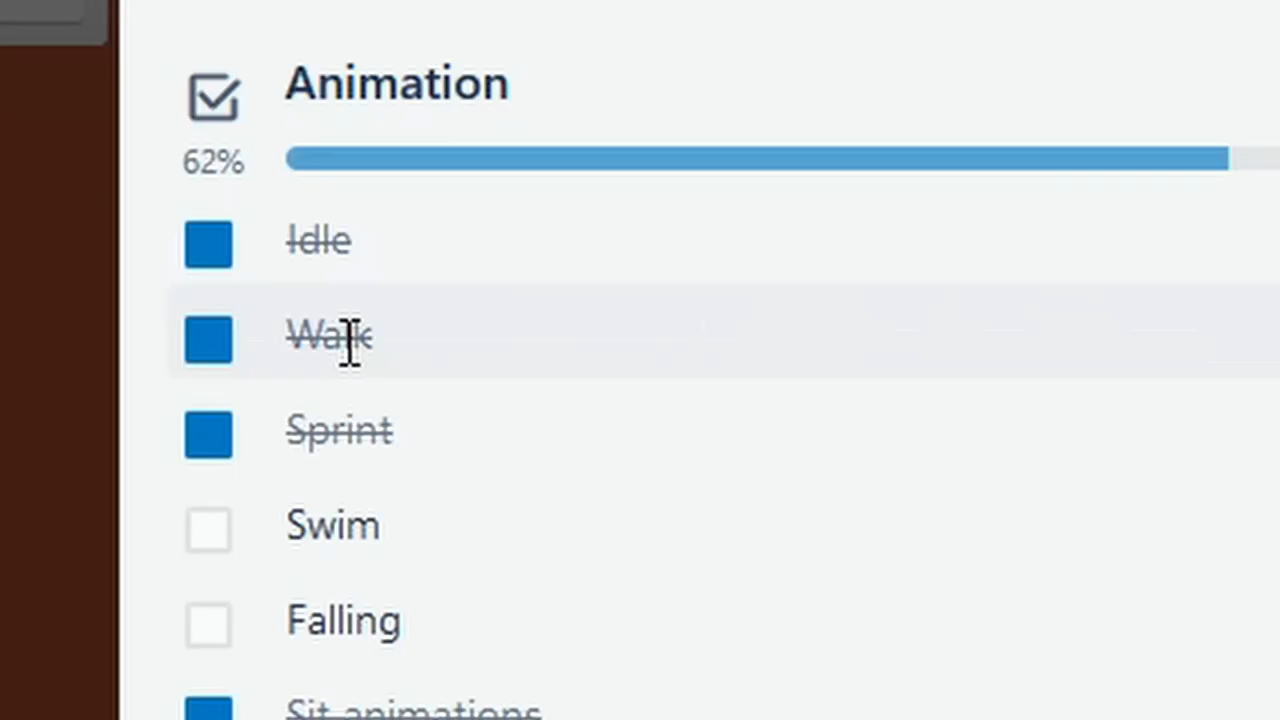 Animation
62%
Idle
Walk
Sprint
Swim
Falling
Sit animations